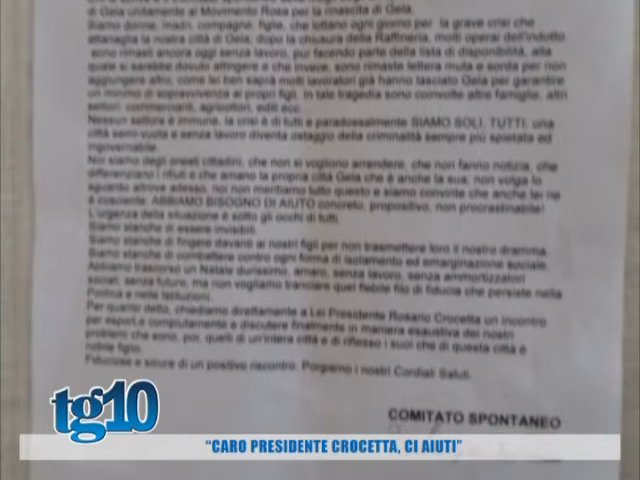 di Gela unitamente al Movimento Rosa per la rinascita di Gela.
Siamo donne, madri, compagne, figlie, che lottano ogni giorno per la grave crisi che
attanaglia la nostra città di Gela; dopo la chiusura della Raffineria, molti operai dell'indotto
sono rimasti ancora oggi senza lavoro, pur facendo parte della lista di disponibilità, alla
quale si sarebbe dovuto attingere e che invece, sono rimaste lettera muta e sorda per non
aggiungere altro; come lei ben saprà molti lavoratori già hanno lasciato Gela per garantire
un minimo di sopravvivenza ai propri figli. In tale tragedia sono coinvolte altre famiglie, altri
settori: commercianti, agricoltori, edili ecc.
Nessun settore è immune, la crisi è di tutti e paradossalmente SIAMO SOLI, TUTTI: una
città semi-vuota e senza lavoro diventa ostaggio della criminalità sempre più spietata ed
ingovernabile.
Noi siamo degli onesti cittadini, che non si vogliono arrendere, che non fanno notizia, che
differenziano i rifiuti e che amano la propria città Gela che è anche la sua; non volga lo
sguardo altrove adesso, noi non meritiamo tutto questo e siamo convinte che anche lei ne
è cosciente: ABBIAMO BISOGNO DI AIUTO concreto, propositivo, non procrastinabile!
L'urgenza della situazione è sotto gli occhi di tutti.
Siamo stanche di essere invisibili.
Siamo stanche di fingere davanti ai nostri figli per non trasmettere loro il nostro dramma.
Siamo stanche di combattere contro ogni forma di isolamento ed emarginazione sociale.
Abbiamo trascorso un Natale durissimo, amaro, senza lavoro, senza ammortizzatori
sociali, senza futuro, ma non vogliamo tranciare quel flebile filo di fiducia che persiste nella
Politica e nelle Istituzioni.
Per quanto detto, chiediamo direttamente a Lei Presidente Rosario Crocetta un incontro
per esporLe compiutamente e discutere finalmente in maniera esaustiva dei nostri
problemi che sono, poi, quelli di un'intera città e di riflesso i suoi che di questa città è
nobile figlio.
Fiduciose e sicure di un positivo riscontro, Porgiamo i nostri Cordiali Saluti.
COMITATO SPONTANEO
tg10
“CARO PRESIDENTE CROCETTA, CI AIUTI”